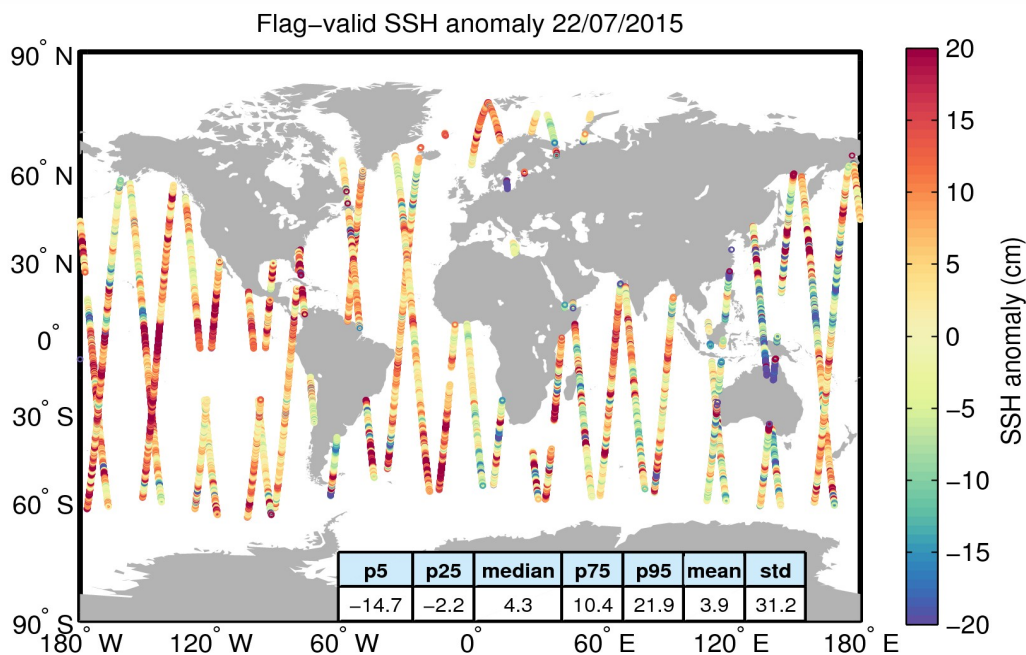 Flag−valid SSH anomaly 22/07/2015
90° N
60° N
30° N
0°
30° S
60° S
90° S
180° W
120° W
60° W
0°
60° E
120° E
180° E
p5 p25 median p75 p95 mean std
−14.7 −2.2 4.3 10.4 21.9 3.9 31.2
20
15
10
5
0
−5
−10
−15
−20
SSH anomaly (cm)